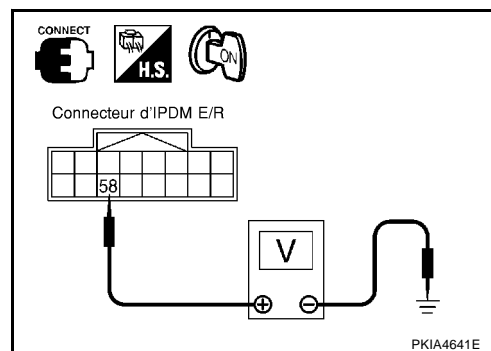 CONNECT
H.S.
ON
Connecteur d'IPDM E/R
58
V
+ −
PKIA4641E